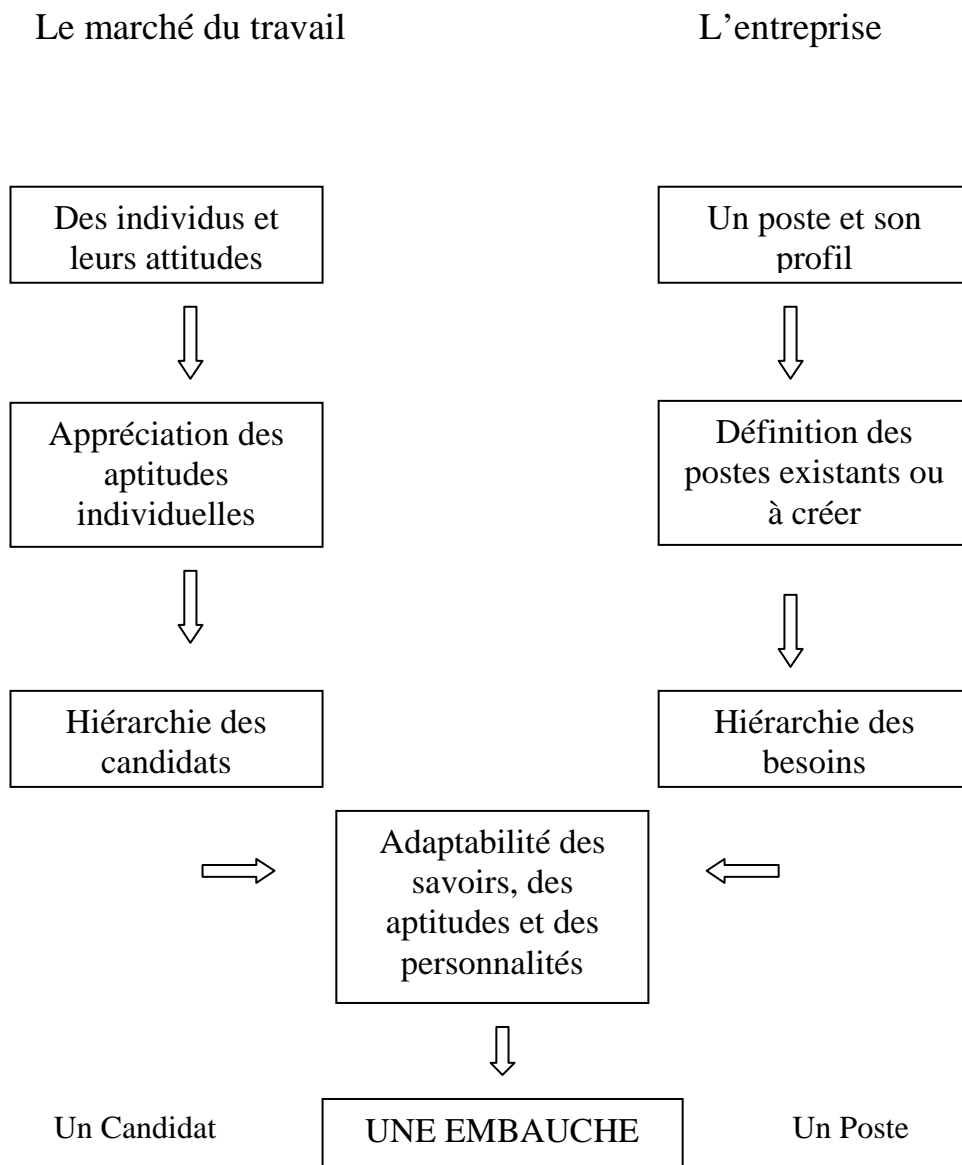 Le marché du travail
L'entreprise
Des individus et
leurs attitudes
Un poste et son
profil
Appréciation des
aptitudes
individuelles
Définition des
postes existants ou
à créer
Hiérarchie des
candidats
Hiérarchie des
besoins
Adaptabilité des
savoirs, des
aptitudes et des
personnalités
Un Candidat
UNE EMBAUCHE
Un Poste